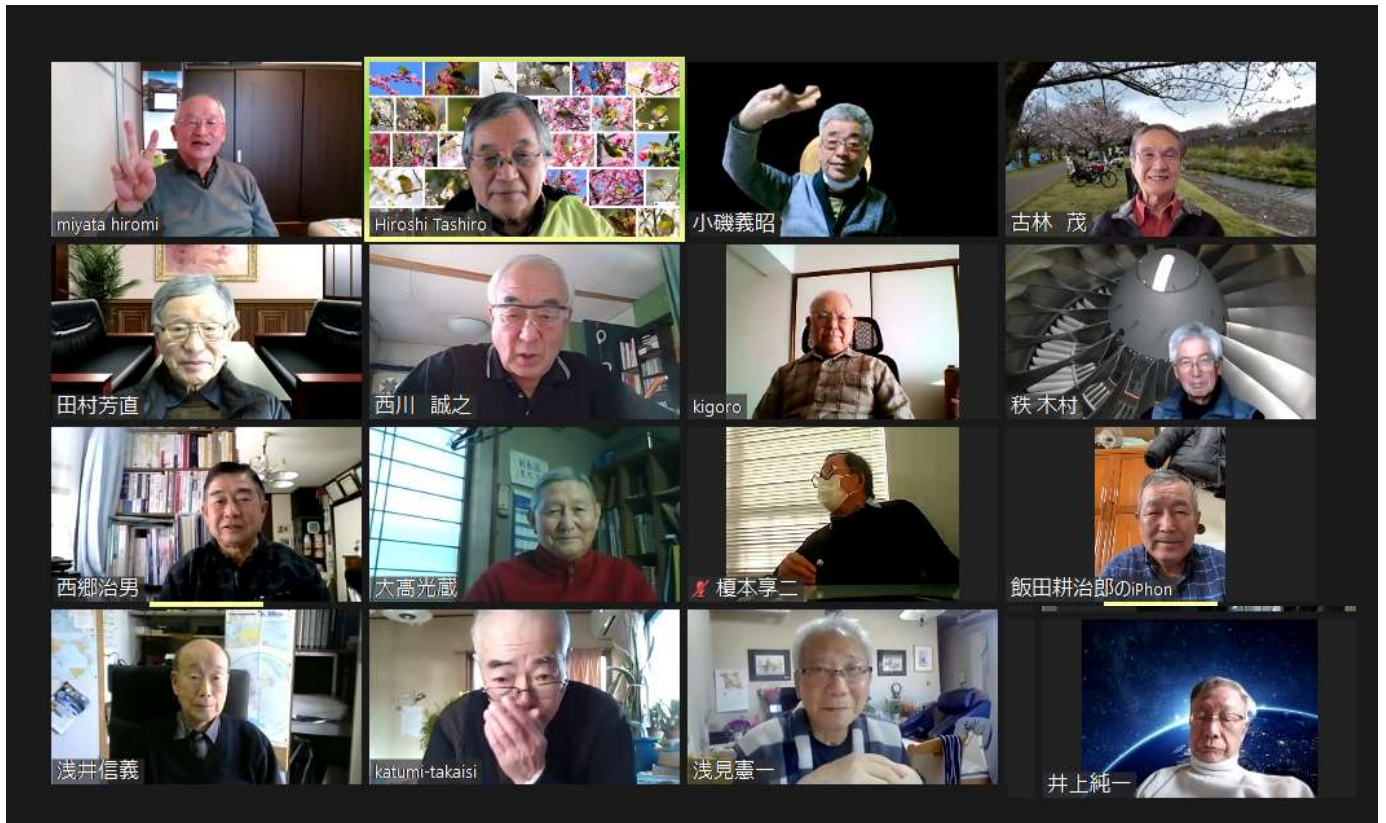 miyata hiromi
Hiroshi Tashiro
小磯義昭
古林 茂
田村芳直
西川 誠之
kigoro
秩 木村
西郷治男
大高光蔵
榎本享二
飯田耕治郎のiPhon
浅井信義
katumi-takaisi
浅見憲一
井上純一